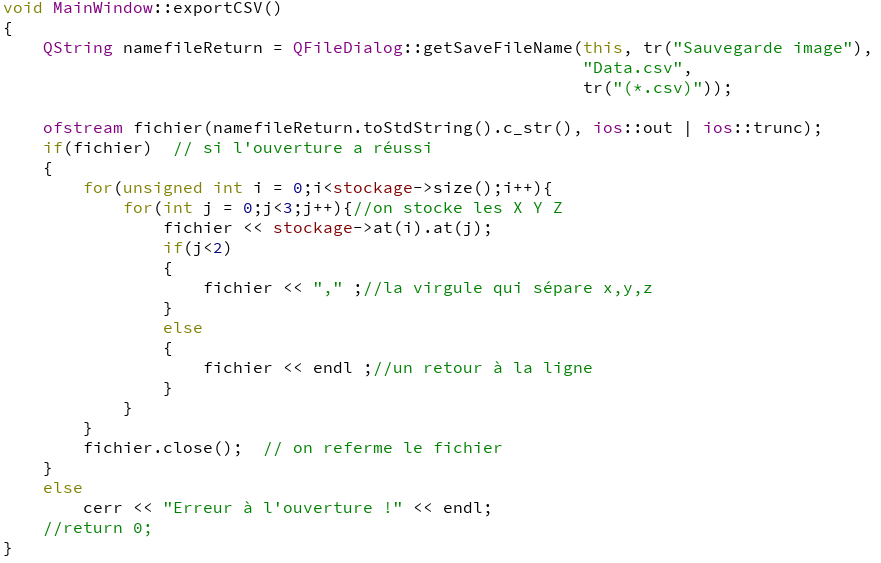 void MainWindow::exportCSV()
{
    QString namefileReturn = QFileDialog::getSaveFileName(this, tr("Sauvegarde image"),
                                                          "Data.csv",
                                                          tr("(*.csv)"));

    ofstream fichier(namefileReturn.toStdString().c_str(), ios::out | ios::trunc);
    if(fichier)  // si l'ouverture a réussi
    {
        for(unsigned int i = 0;i<stockage->size();i++){
            for(int j = 0;j<3;j++){//on stocke les X Y Z
                fichier << stockage->at(i).at(j);
                if(j<2)
                {
                    fichier << "," ;//la virgule qui sépare x,y,z
                }
                else
                {
                    fichier << endl ;//un retour à la ligne
                }
            }
        }
        fichier.close();  // on referme le fichier
    }
    else
        cerr << "Erreur à l'ouverture !" << endl;
    //return 0;
}